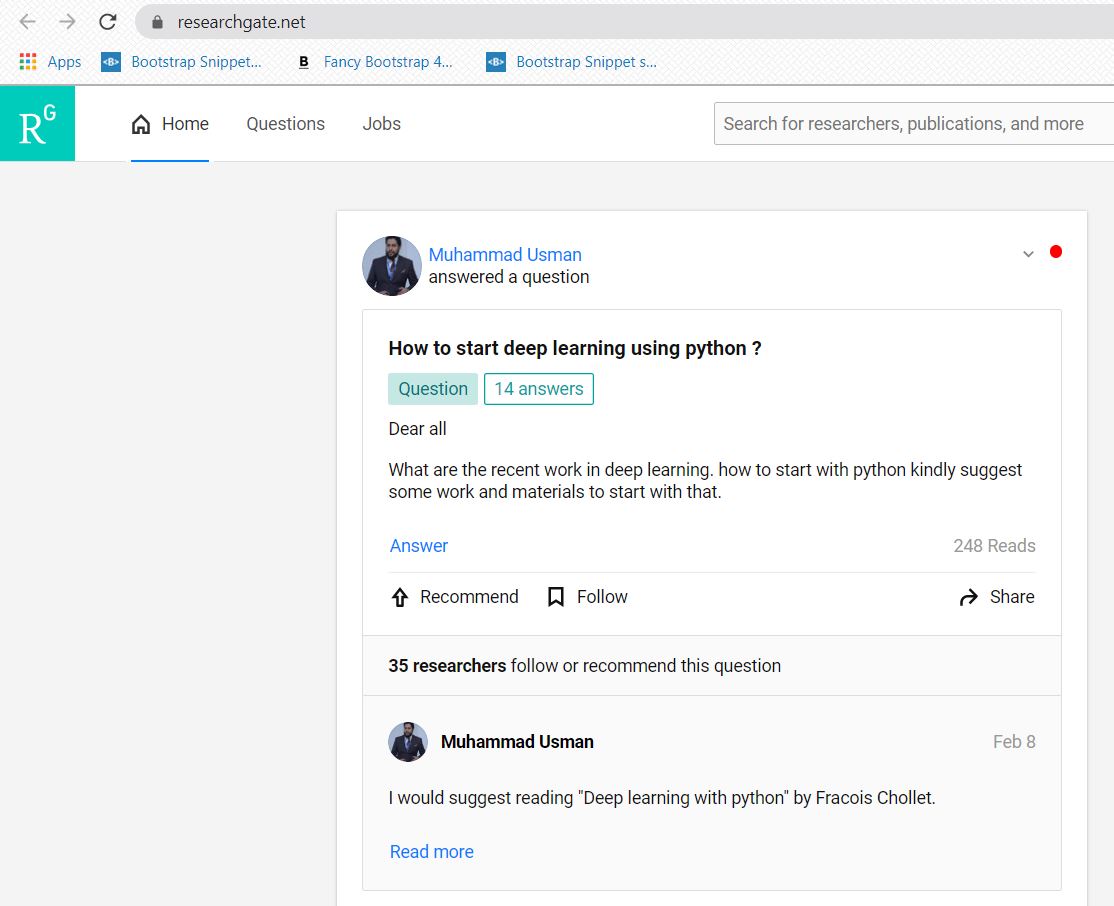 researchgate.net
Apps Bootstrap Snippet... B Fancy Bootstrap 4... Bootstrap Snippet s...
RG Home Questions Jobs Search for researchers, publications, and more
Muhammad Usman
answered a question
How to start deep learning using python ?
Question 14 answers
Dear all
What are the recent work in deep learning. how to start with python kindly suggest
some work and materials to start with that.
Answer 248 Reads
Recommend Follow Share
35 researchers follow or recommend this question
Muhammad Usman Feb 8
I would suggest reading "Deep learning with python" by Fracois Chollet.
Read more